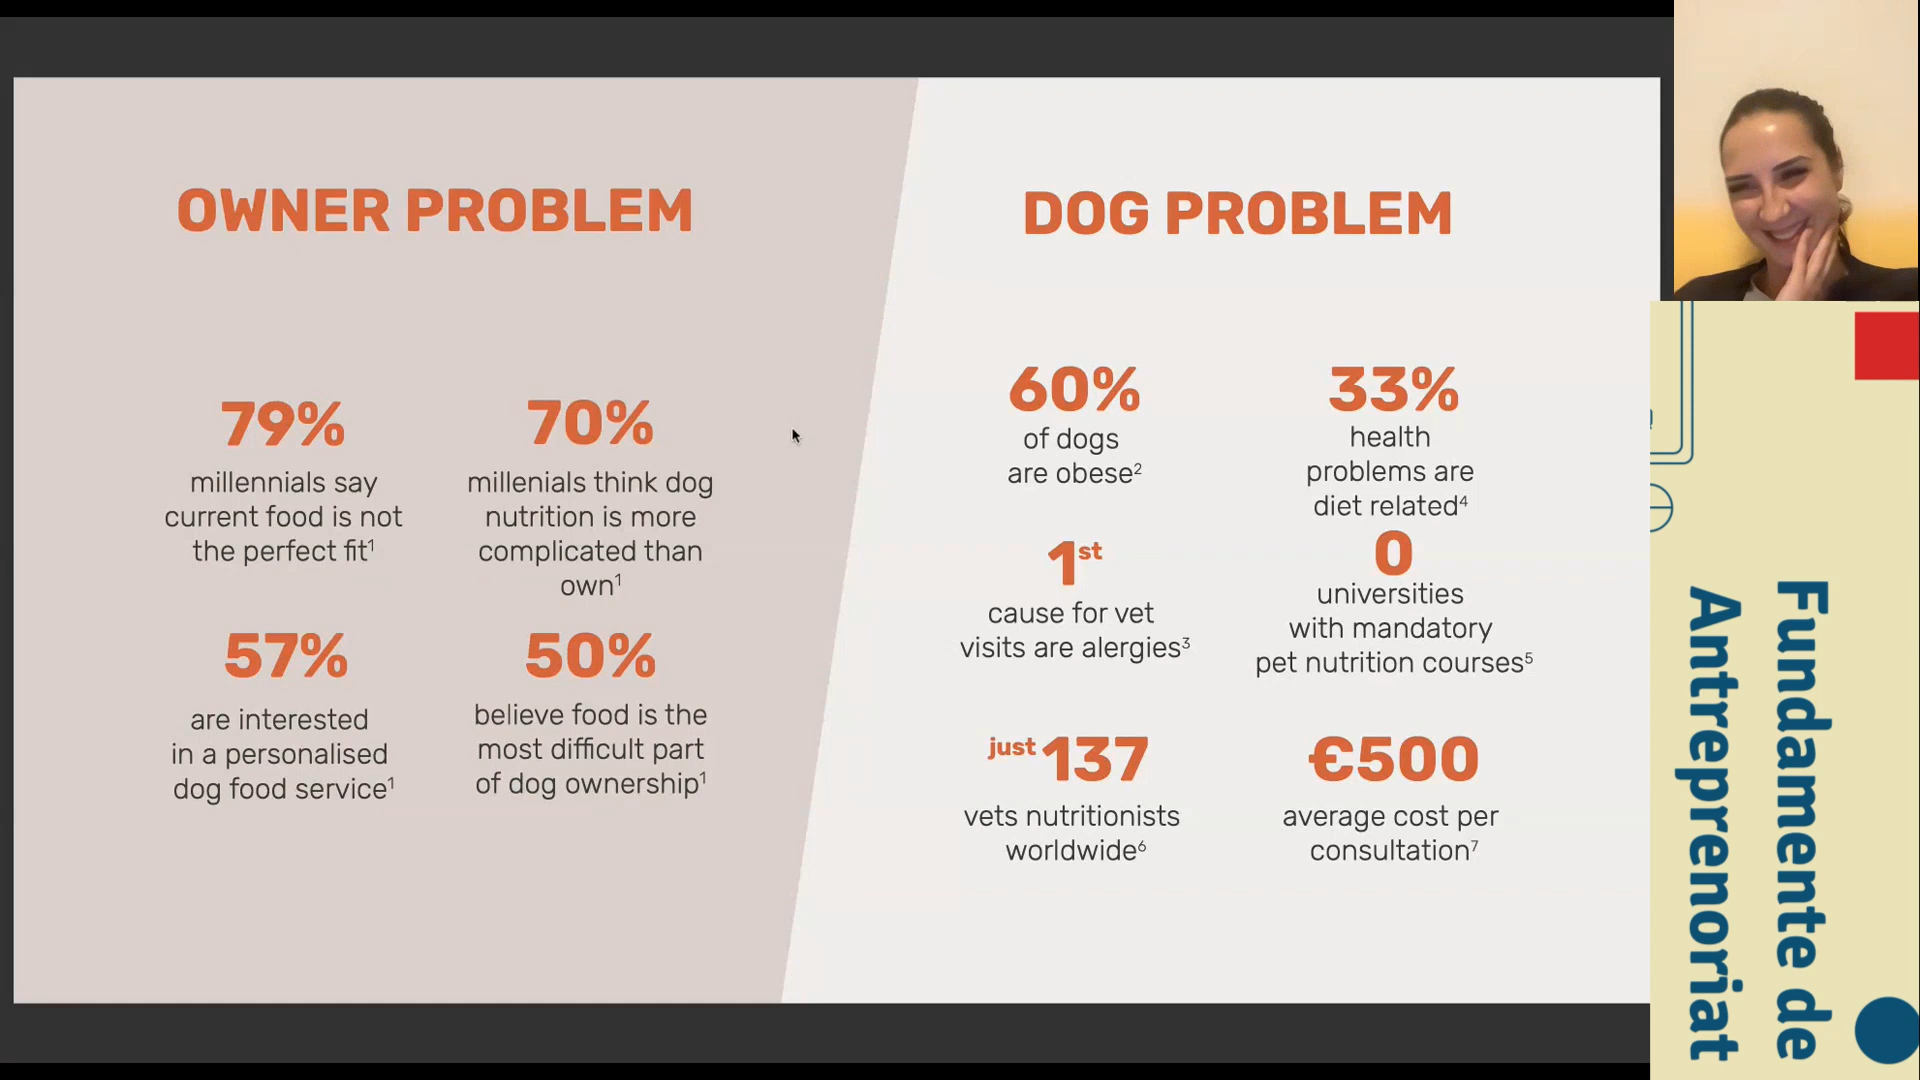 OWNER PROBLEM
79%
millennials say
current food is not
the perfect fit¹
70%
millenials think dog
nutrition is more
complicated than
own¹
57%
are interested
in a personalised
dog food service¹
50%
believe food is the
most difficult part
of dog ownership¹
DOG PROBLEM
60%
of dogs
are obese²
33%
health
problems are
diet related⁴
1st
cause for vet
visits are alergies³
0
universities
with mandatory
pet nutrition courses⁵
just 137
vets nutritionists
worldwide⁶
€500
average cost per
consultation⁷
Fundamente de
Antreprenoriat